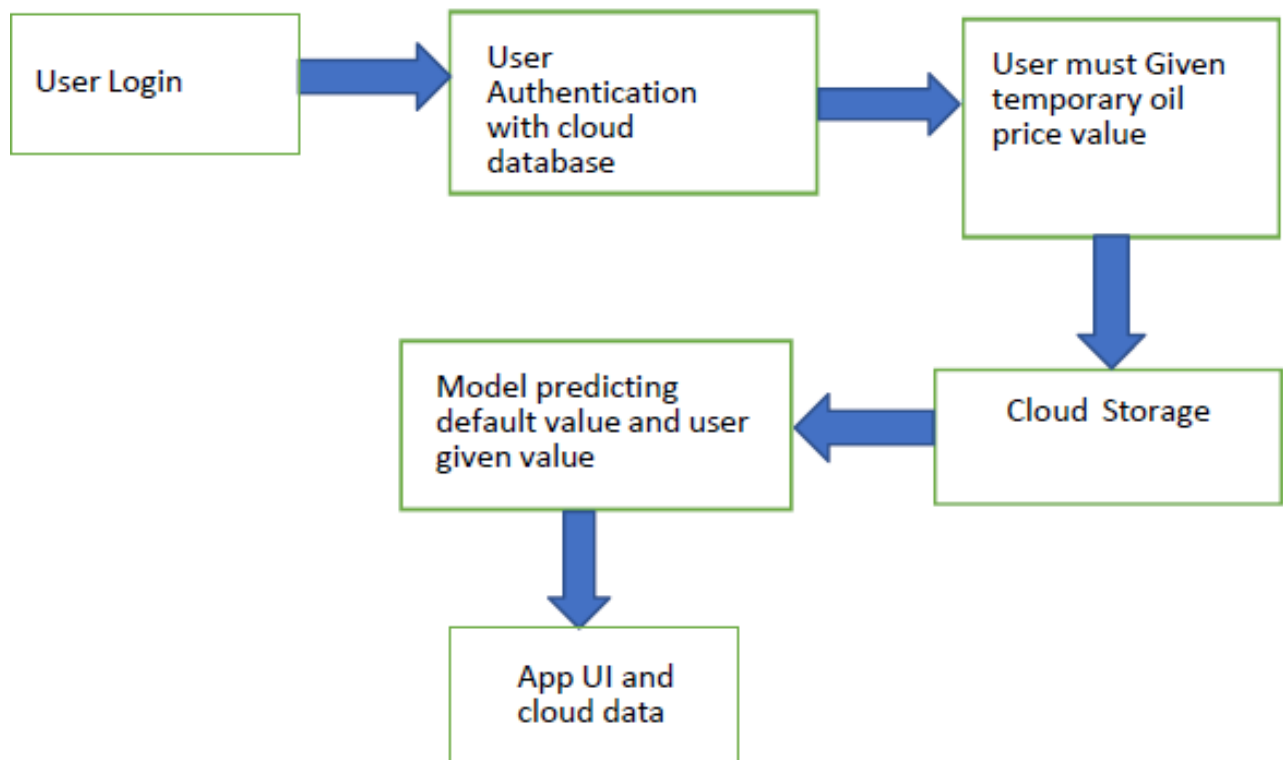 User Login
User
Authentication
with cloud
database
User must Given
temporary oil
price value
Cloud Storage
Model predicting
default value and user
given value
App UI and
cloud data